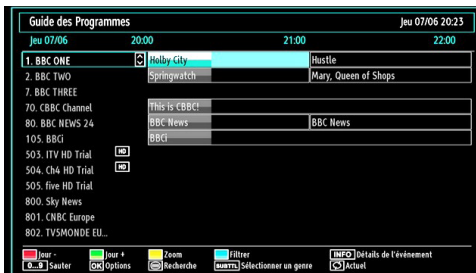 Guide des Programmes Jeu 07/06 20:23
Jeu 07/06 20:00 21:00 22:00
1. BBC ONE Holby City Hustle
2. BBC TWO Springwatch Mary, Queen of Shops
7. BBC THREE
70. CBBC Channel This is CBBC!
80. BBC NEWS 24 BBC News BBC News
105. BBCi BBCi
503. ITV HD Trial HD
504. Ch4 HD Trial HD
505. five HD Trial
800. Sky News
801. CNBC Europe
802. TV5MONDE EU...
Jour - Jour + Zoom Filtrer INFO Détails de l'événement
0...9 Sauter OK Options Recherche SUBTTL Sélectionner un genre Actuel